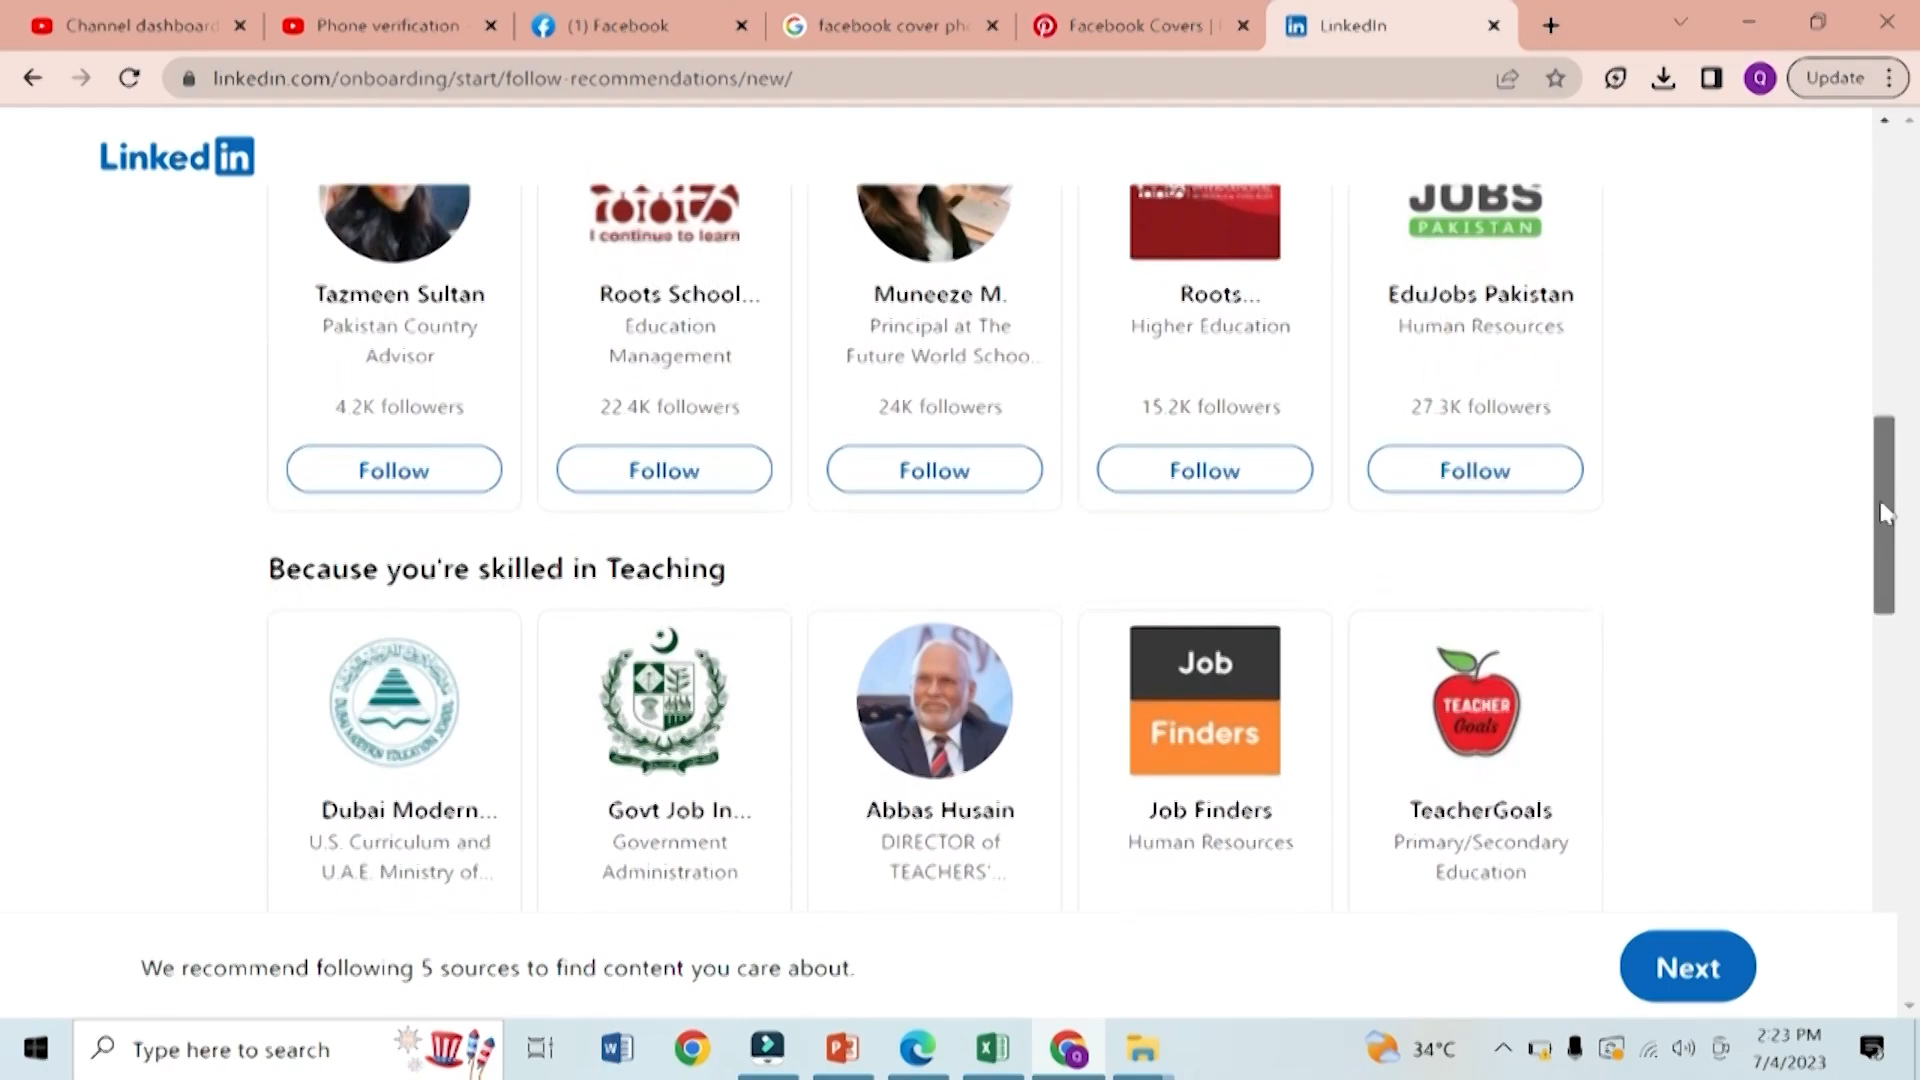 Channel dashboard
Phone verification
(1) Facebook
facebook cover pho
Facebook Covers |
LinkedIn
linkedin.com/onboarding/start/follow-recommendations/new/
Q
Update
Linked in
I continue to learn
JOBS
PAKISTAN
Tazmeen Sultan
Roots School...
Muneeze M.
Roots...
EduJobs Pakistan
Pakistan Country
Advisor
Education
Management
Principal at The
Future World Schoo...
Higher Education
Human Resources
4.2K followers
22.4K followers
24K followers
15.2K followers
27.3K followers
Follow
Follow
Follow
Follow
Follow
Because you're skilled in Teaching
Job
Finders
TEACHER
Goals
Dubai Modern...
Govt Job In...
Abbas Husain
Job Finders
TeacherGoals
U.S. Curriculum and
U.A.E. Ministry of...
Government
Administration
DIRECTOR of
TEACHERS'...
Human Resources
Primary/Secondary
Education
We recommend following 5 sources to find content you care about.
Next
Type here to search
34°C
2:23 PM
7/4/2023